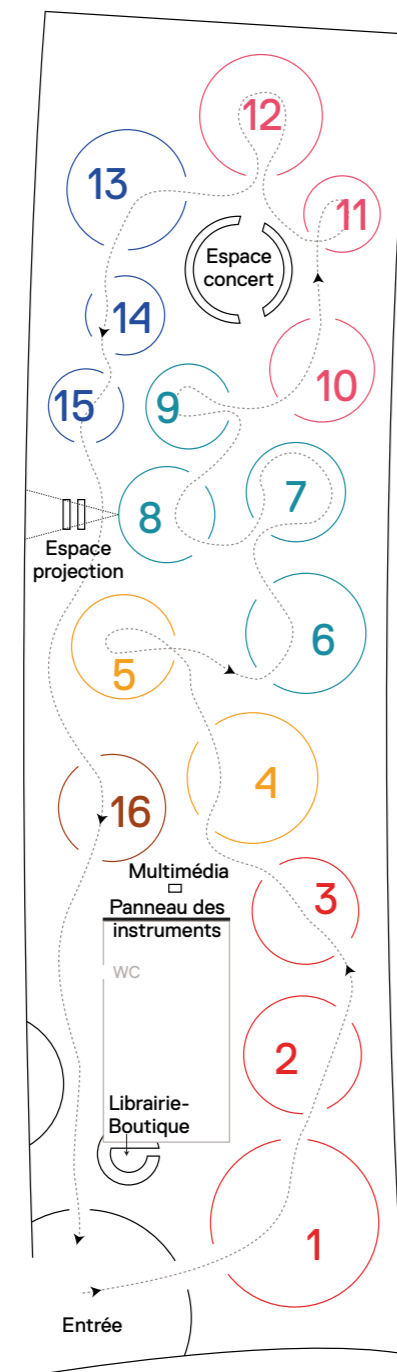 12
13
11
Espace
concert
14
10
15
9
7
8
Espace
projection
6
5
4
16
Multimédia
3
Panneau des
instruments
WC
2
Librairie-
Boutique
1
Entrée